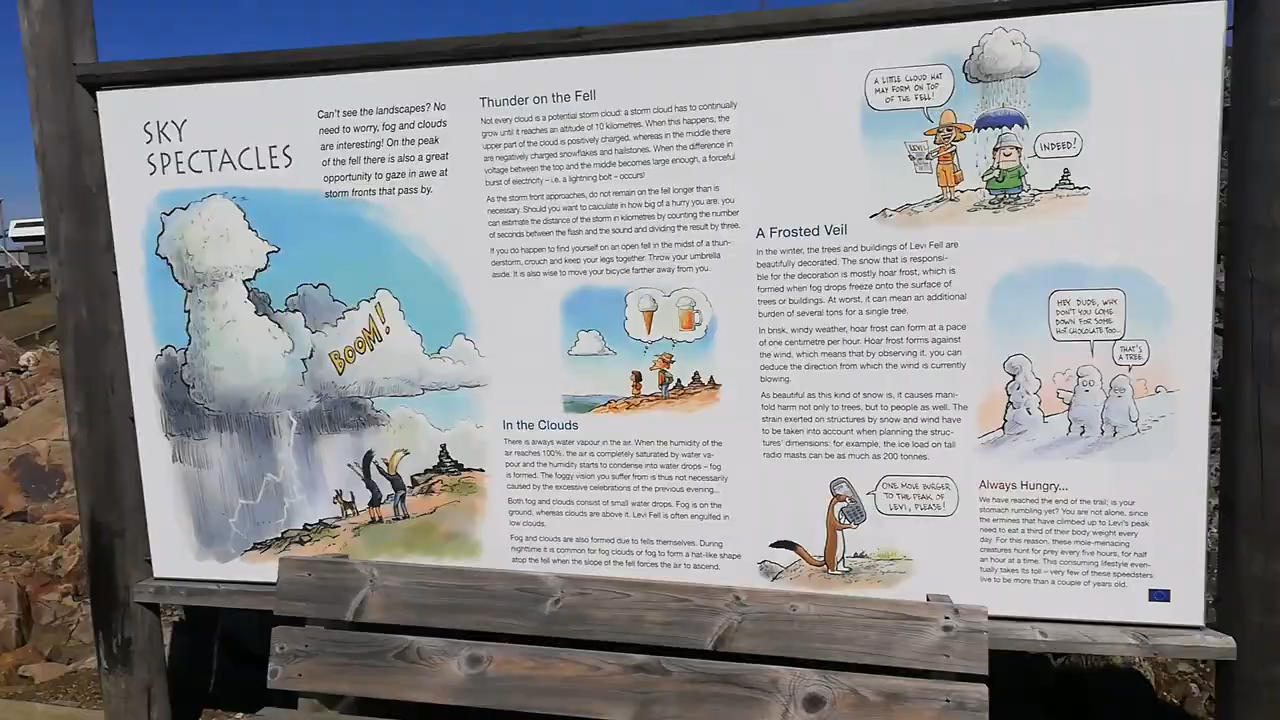 SKY
SPECTACLES
Can't see the landscapes? No
need to worry, fog and clouds
are interesting! On the peak
of the fell there is also a great
opportunity to gaze in awe at
storm fronts that pass by.
BOOM!
Thunder on the Fell
Not every cloud is a potential storm cloud: a storm cloud has to continually
grow until it reaches an altitude of 10 kilometres. When this happens, the
upper part of the cloud is positively charged, whereas in the middle there
are negatively charged snowflakes and hailstones. When the difference in
voltage between the top and the middle becomes large enough, a forceful
burst of electricity – i.e. a lightning bolt – occurs!
As the storm front approaches, do not remain on the fell longer than is
necessary. Should you want to calculate in how big of a hurry you are, you
can estimate the distance of the storm in kilometres by counting the number
of seconds between the flash and the sound and dividing the result by three.
If you do happen to find yourself on an open fell in the midst of a thun-
derstorm, crouch and keep your legs together. Throw your umbrella
aside. It is also wise to move your bicycle farther away from you.
In the Clouds
There is always water vapour in the air. When the humidity of the
air reaches 100%, the air is completely saturated by water va-
pour and the humidity starts to condense into water drops – fog
is formed. The foggy vision you suffer from is thus not necessarily
caused by the excessive celebrations of the previous evening...
Both fog and clouds consist of small water drops. Fog is on the
ground, whereas clouds are above it. Levi Fell is often engulfed in
low clouds.
Fog and clouds are also formed due to fells themselves. During
nighttime it is common for fog clouds or fog to form a hat-like shape
atop the fell when the slope of the fell forces the air to ascend.
A LITTLE CLOUD HAT
MAY FORM ON TOP
OF THE FELL!
LEVI
INDEED!
A Frosted Veil
In the winter, the trees and buildings of Levi Fell are
beautifully decorated. The snow that is responsi-
ble for the decoration is mostly hoar frost, which is
formed when fog drops freeze onto the surface of
trees or buildings. At worst, it can mean an additional
burden of several tons for a single tree.
In brisk, windy weather, hoar frost can form at a pace
of one centimetre per hour. Hoar frost forms against
the wind, which means that by observing it, you can
deduce the direction from which the wind is currently
blowing.
As beautiful as this kind of snow is, it causes mani-
fold harm not only to trees, but to people as well. The
strain exerted on structures by snow and wind have
to be taken into account when planning the struc-
tures' dimensions: for example, the ice load on tall
radio masts can be as much as 200 tonnes.
HEY DUDE, WHY
DON'T YOU COME
DOWN FOR SOME
HOT CHOCOLATE TOO...
THAT'S
A TREE.
ONE MOLE BURGER
TO THE PEAK OF
LEVI, PLEASE!
Always Hungry...
We have reached the end of the trail; is your
stomach rumbling yet? You are not alone, since
the ermines that have climbed up to Levi's peak
need to eat a third of their body weight every
day. For this reason, these mole-menacing
creatures hunt for prey every five hours, for half
an hour at a time. This consuming lifestyle even-
tually takes its toll – very few of these speedsters
live to be more than a couple of years old.